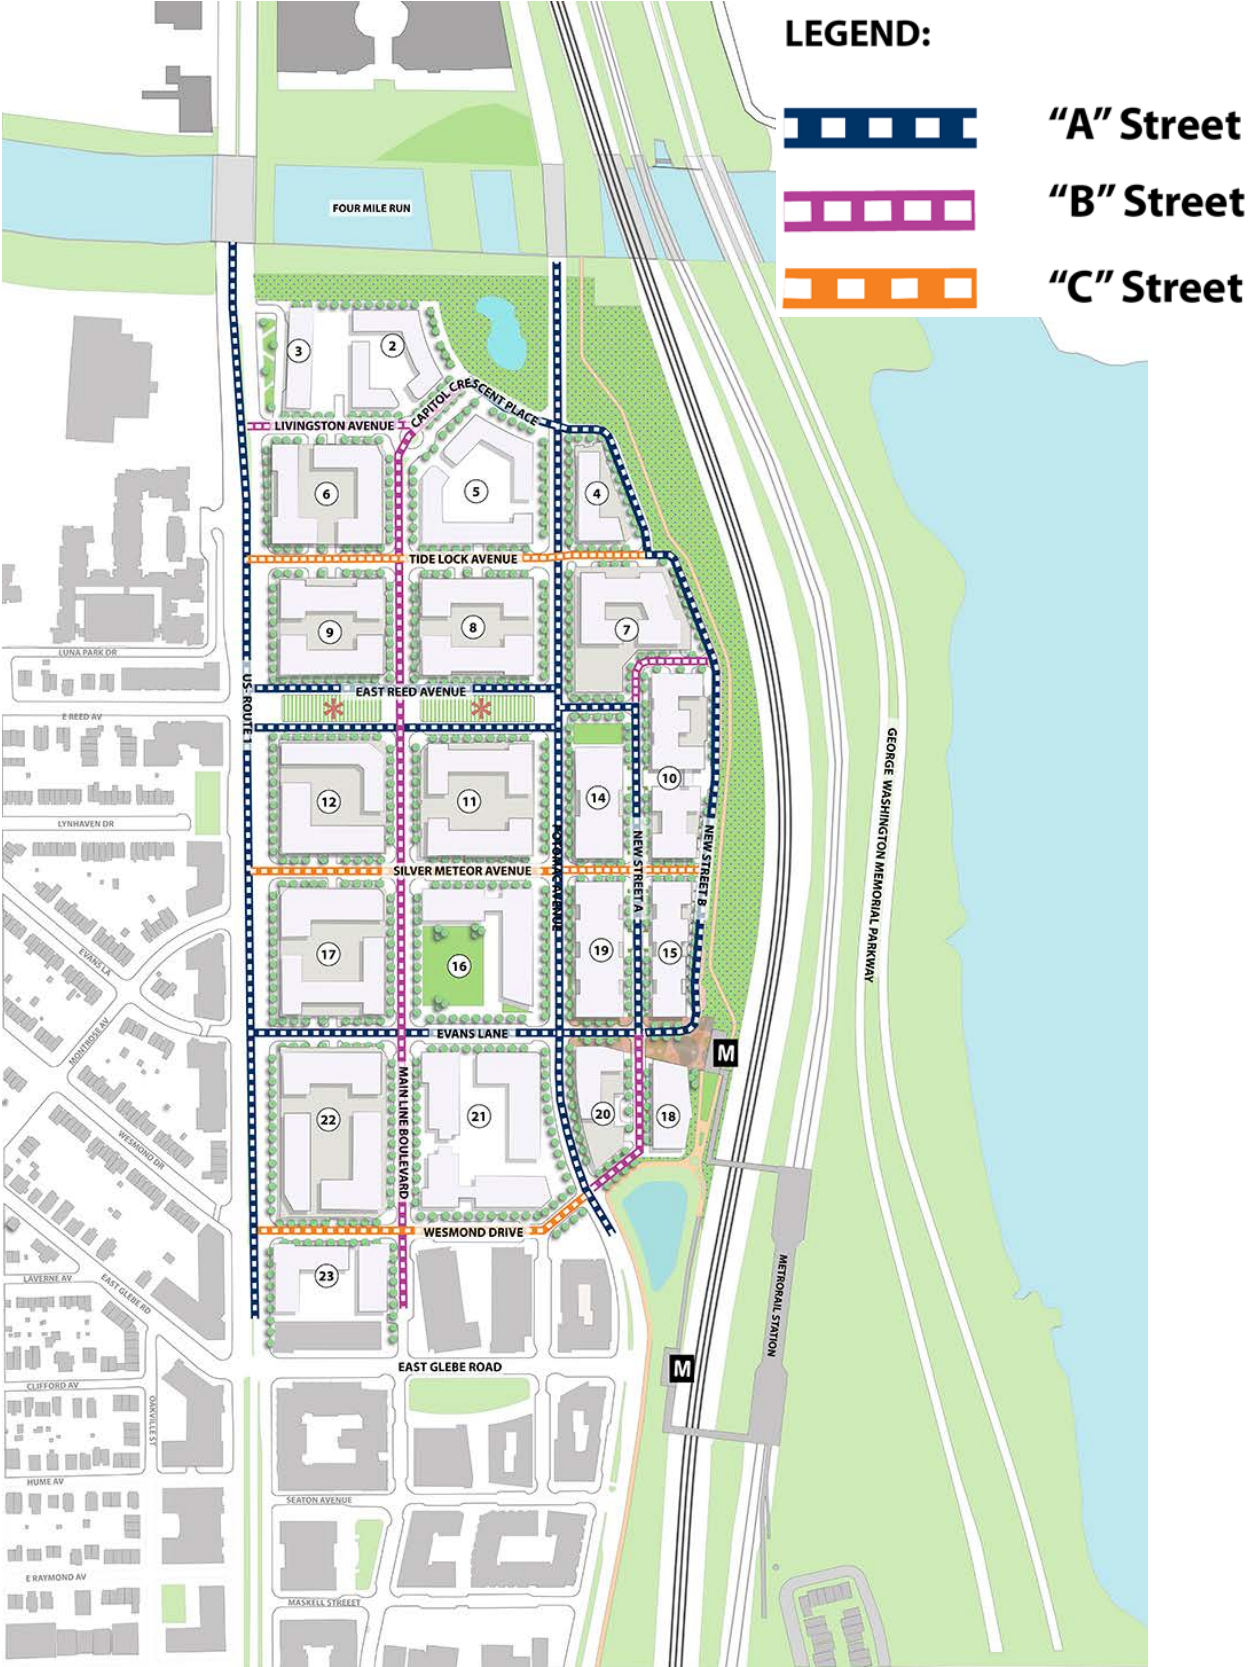 LEGEND:
“A” Street
“B” Street
“C” Street
FOUR MILE RUN
3
2
CAPITOL CRESCENT PLACE
LIVINGSTON AVENUE
6
5
4
TIDE LOCK AVENUE
9
8
7
LUNA PARK DR
US ROUTE 1
EAST REED AVENUE
E REED AV
GEORGE WASHINGTON MEMORIAL PARKWAY
10
12
11
14
LYNHAVEN DR
POTOMAC AVENUE
NEW STREET A
NEW STREET B
SILVER METEOR AVENUE
17
16
19
15
EVANS LA
MONTROSE AV
EVANS LANE
M
MAIN LINE BOULEVARD
22
21
20
18
WESMOND DR
WESMOND DRIVE
23
LAVERNE AV
EAST GLEBE RD
METRORAIL STATION
EAST GLEBE ROAD
M
CLIFFORD AV
OAKVILLE ST
HUME AV
SEATON AVENUE
E RAYMOND AV
MASKELL STREEET